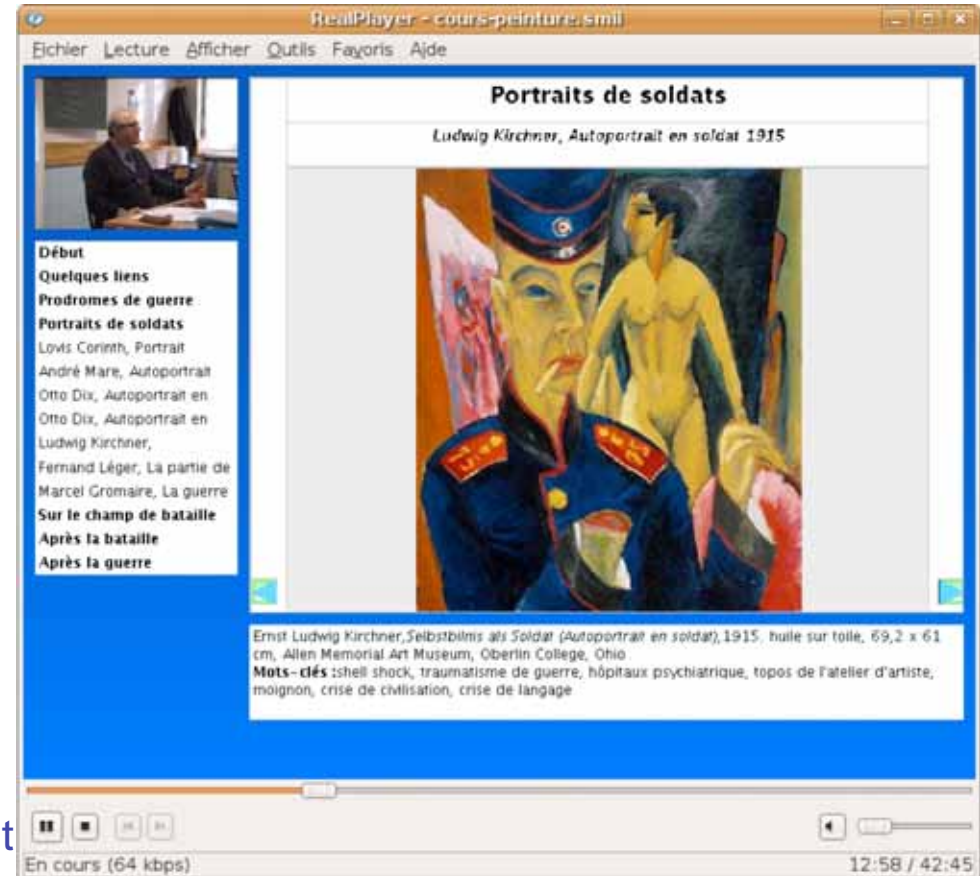 RealPlayer - cours-peinture.smil
Fichier Lecture Afficher Outils Favoris Aide
Portraits de soldats
Ludwig Kirchner, Autoportrait en soldat 1915
Début
Quelques liens
Prodromes de guerre
Portraits de soldats
Lovis Corinth, Portrait
André Mare, Autoportrait
Otto Dix, Autoportrait en
Otto Dix, Autoportrait en
Ludwig Kirchner,
Fernand Léger, La partie de
Marcel Gromaire, La guerre
Sur le champ de bataille
Après la bataille
Après la guerre
Ernst Ludwig Kirchner,Selbstbilnis als Soldat (Autoportrait en soldat),1915. huile sur toile, 69,2 x 61
cm, Allen Memorial Art Museum, Oberlin College, Ohio
Mots-clés :shell shock, traumatisme de guerre, hôpitaux psychiatrique, topos de l'atelier d'artiste,
moignon, crise de civilisation, crise de langage
t
En cours (64 kbps)
12:58 / 42:45